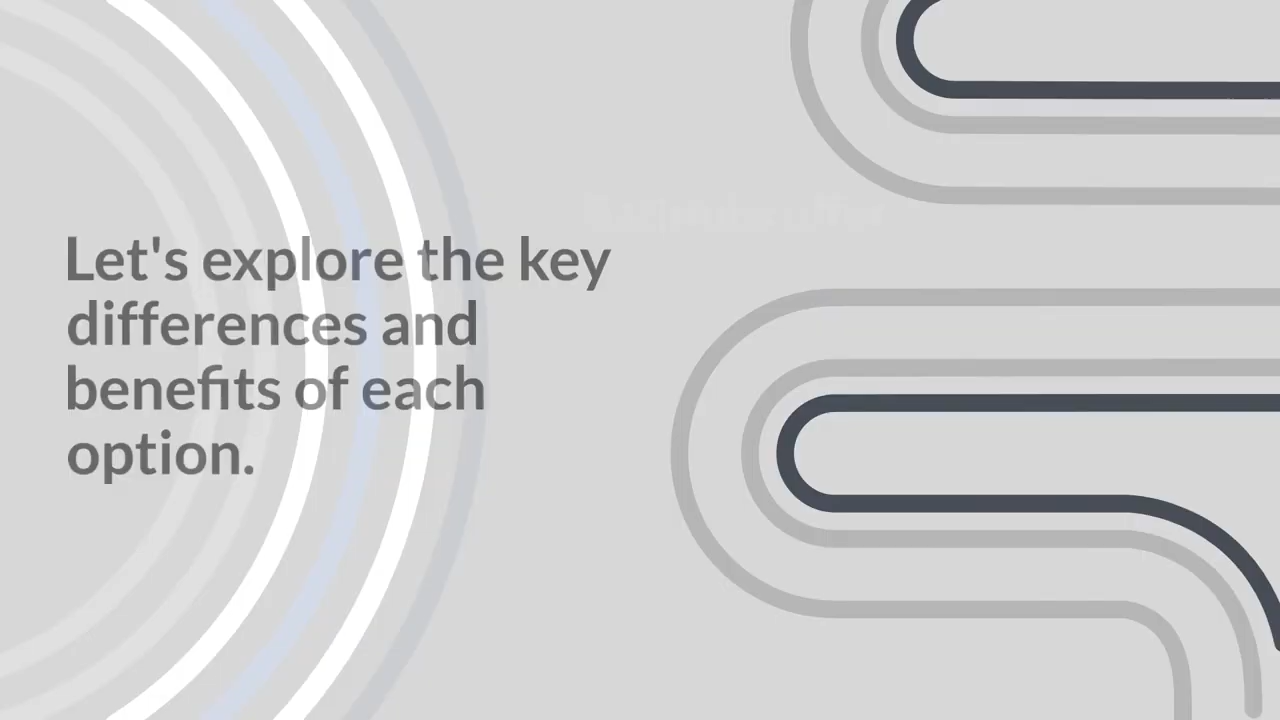 Let's explore the key
differences and
benefits of each
option.